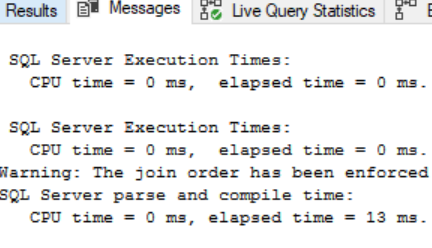 Results Messages Live Query Statistics
SQL Server Execution Times:
CPU time = 0 ms, elapsed time = 0 ms.
SQL Server Execution Times:
CPU time = 0 ms, elapsed time = 0 ms.
Warning: The join order has been enforced
SQL Server parse and compile time:
CPU time = 0 ms, elapsed time = 13 ms.